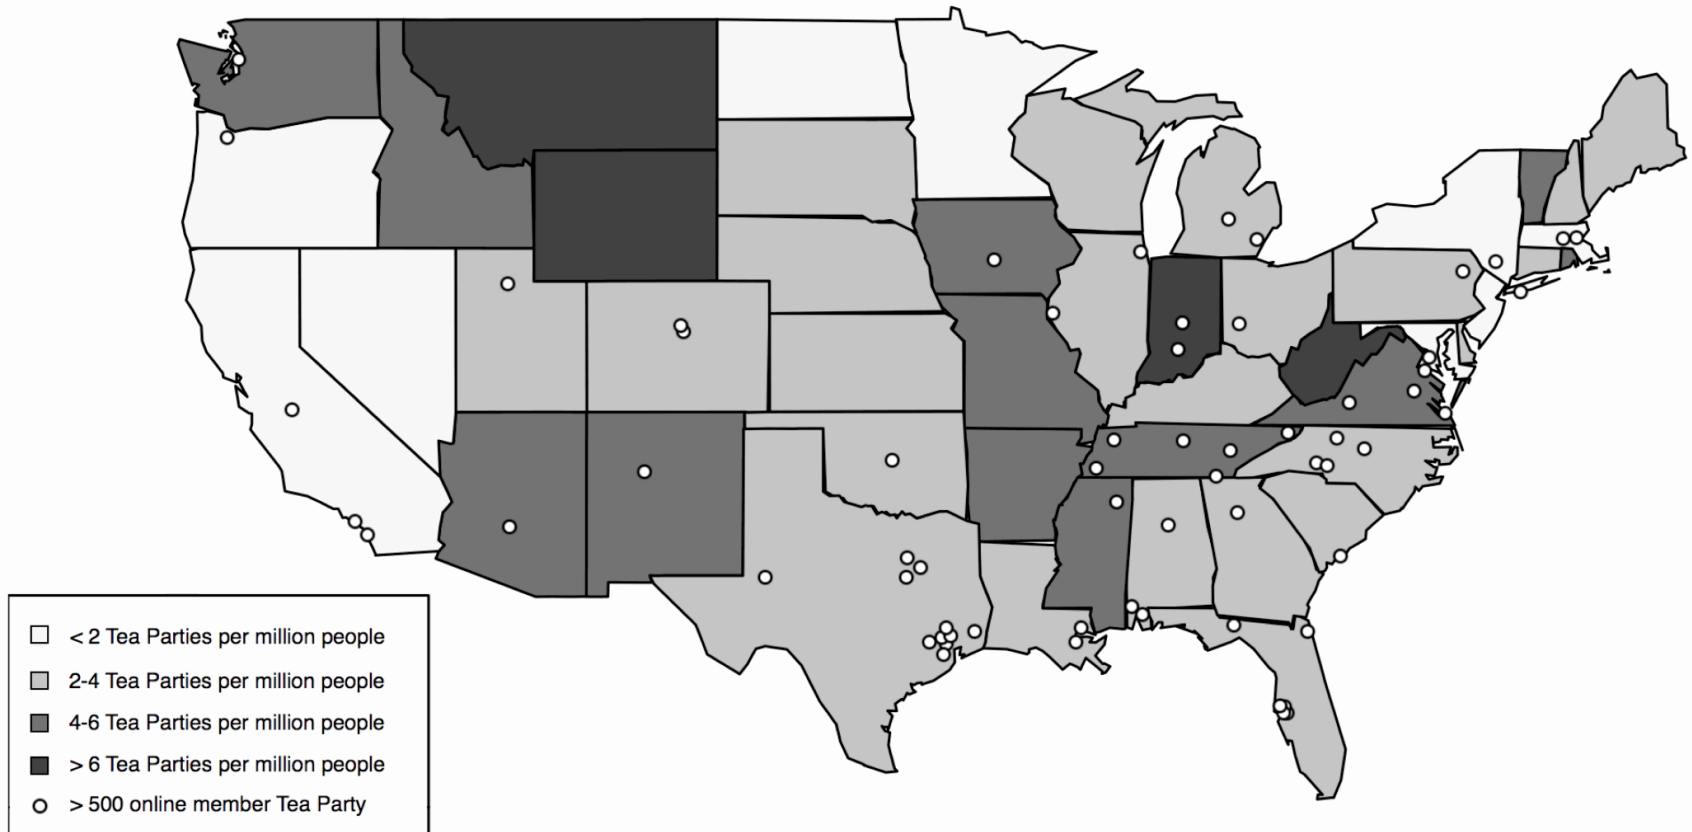 < 2 Tea Parties per million people
2-4 Tea Parties per million people
4-6 Tea Parties per million people
> 6 Tea Parties per million people
> 500 online member Tea Party